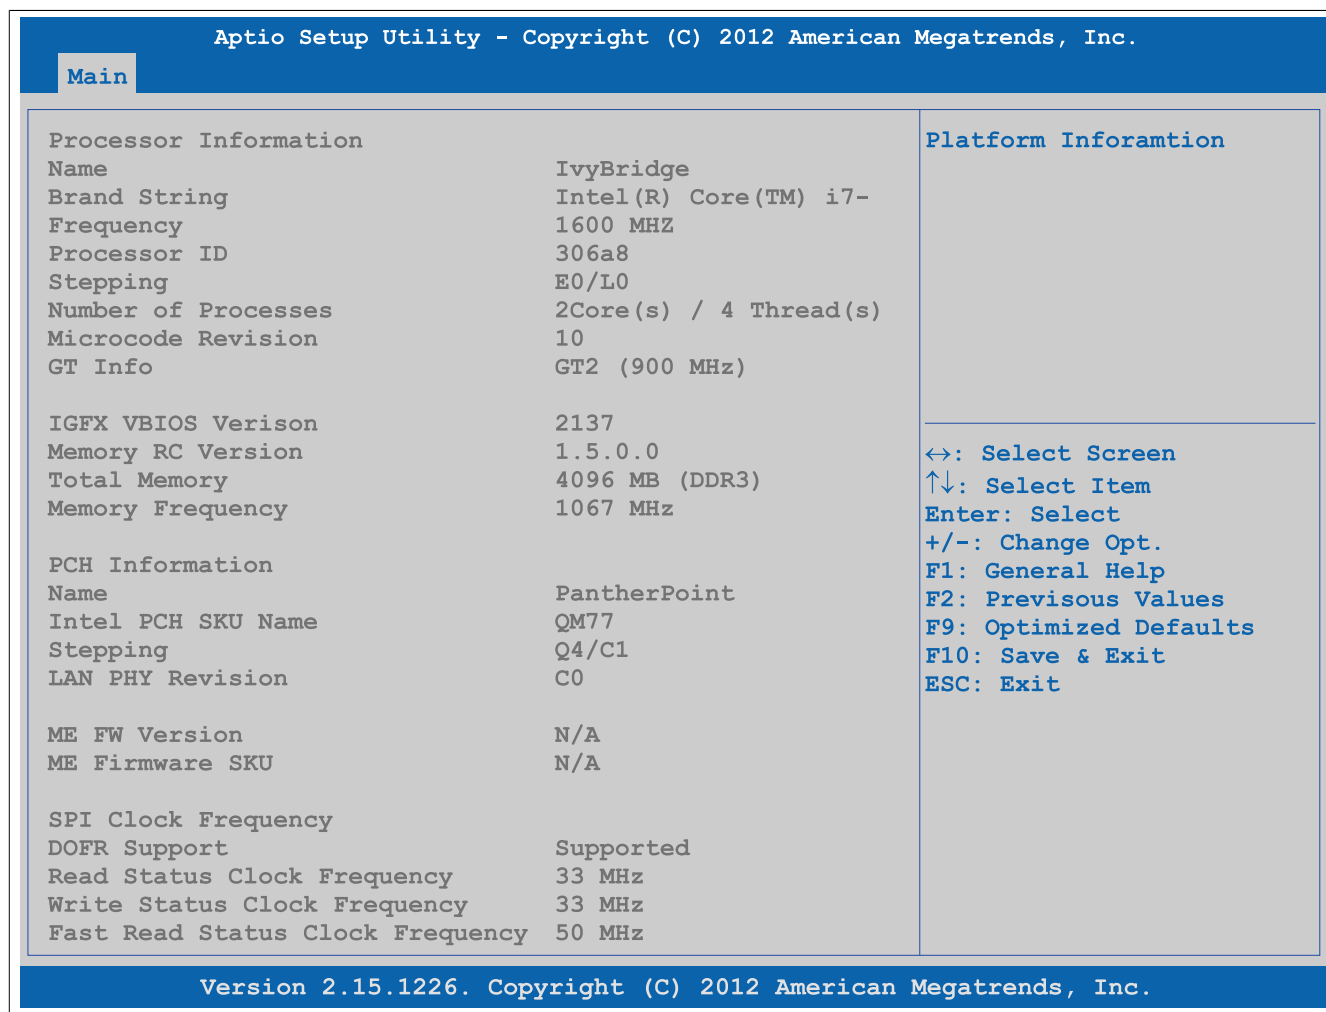 Aptio Setup Utility - Copyright (C) 2012 American Megatrends, Inc.
Main
Processor Information
Name IvyBridge
Brand String Intel(R) Core(TM) i7-
Frequency 1600 MHZ
Processor ID 306a8
Stepping E0/L0
Number of Processes 2Core(s) / 4 Thread(s)
Microcode Revision 10
GT Info GT2 (900 MHz)
IGFX VBIOS Verison 2137
Memory RC Version 1.5.0.0
Total Memory 4096 MB (DDR3)
Memory Frequency 1067 MHz
PCH Information
Name PantherPoint
Intel PCH SKU Name QM77
Stepping Q4/C1
LAN PHY Revision C0
ME FW Version N/A
ME Firmware SKU N/A
SPI Clock Frequency
DOFR Support Supported
Read Status Clock Frequency 33 MHz
Write Status Clock Frequency 33 MHz
Fast Read Status Clock Frequency 50 MHz
Platform Inforamtion
↔: Select Screen
↑↓: Select Item
Enter: Select
+/-: Change Opt.
F1: General Help
F2: Previsous Values
F9: Optimized Defaults
F10: Save & Exit
ESC: Exit
Version 2.15.1226. Copyright (C) 2012 American Megatrends, Inc.